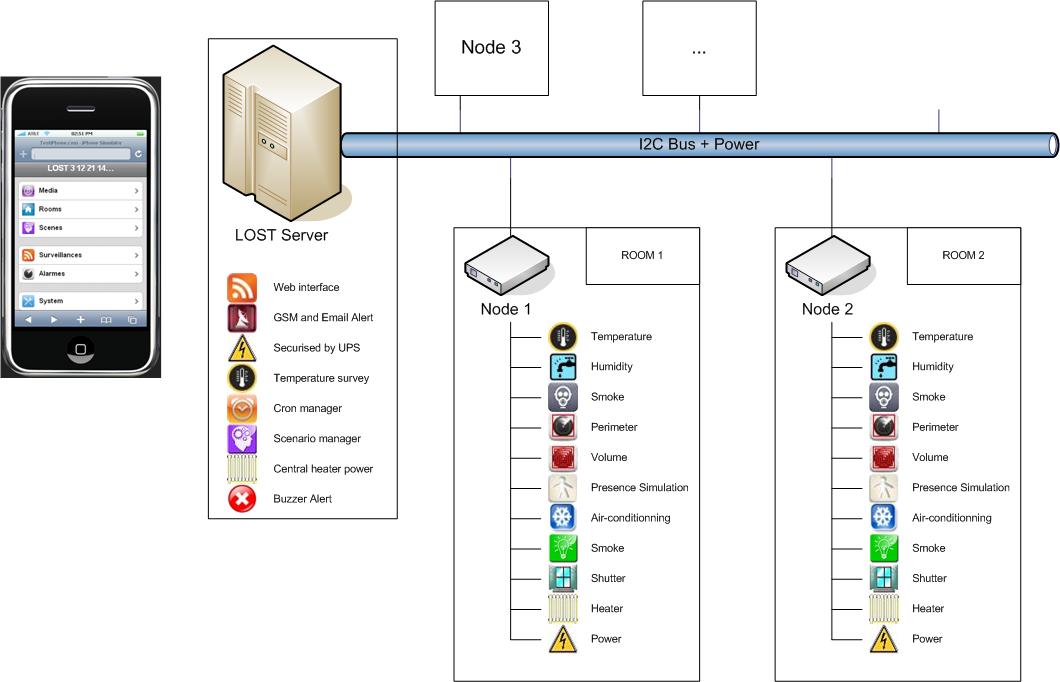 Node 3
...
I2C Bus + Power
AT&T
02:51 PM
TestiPhone.com - iPhone Simulator
LOST 3 12 21 14...
Media
Rooms
Scenes
Surveillances
Alarmes
System
LOST Server
Web interface
GSM and Email Alert
Securised by UPS
Temperature survey
Cron manager
Scenario manager
Central heater power
Buzzer Alert
ROOM 1
Node 1
Temperature
Humidity
Smoke
Perimeter
Volume
Presence Simulation
Air-conditionning
Smoke
Shutter
Heater
Power
ROOM 2
Node 2
Temperature
Humidity
Smoke
Perimeter
Volume
Presence Simulation
Air-conditionning
Smoke
Shutter
Heater
Power